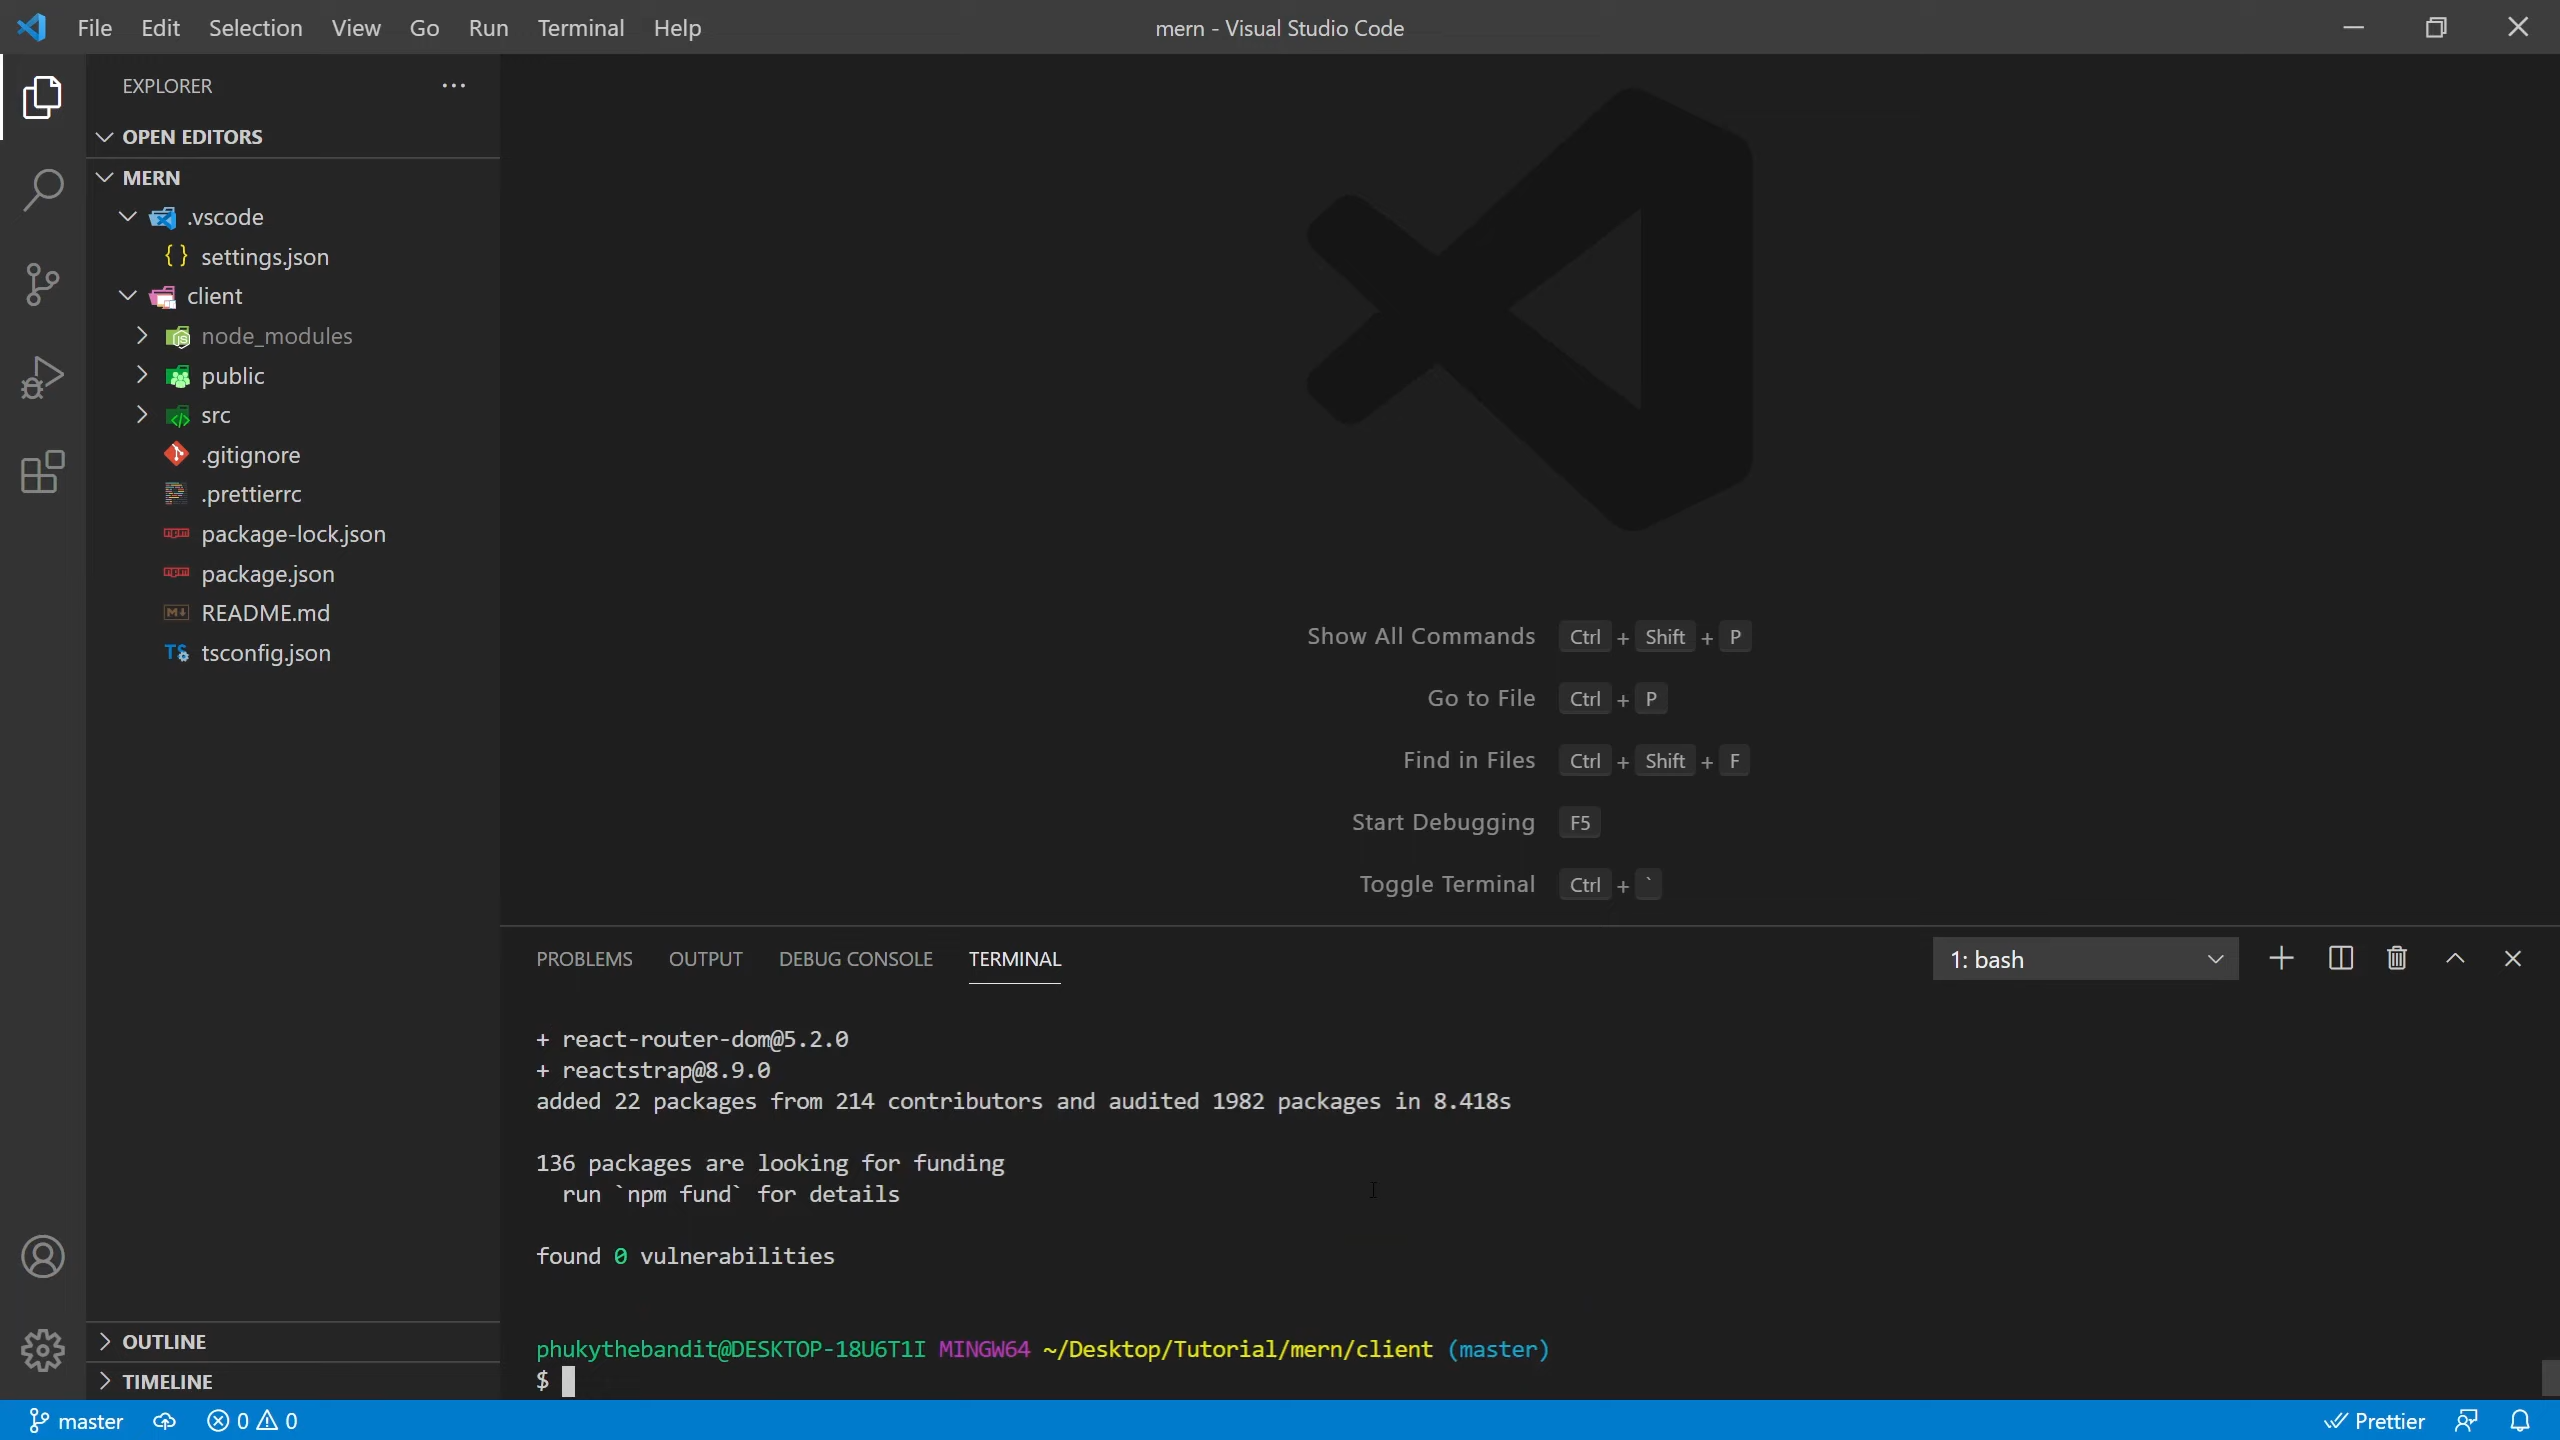 File Edit Selection View Go Run Terminal Help
mern - Visual Studio Code
EXPLORER
OPEN EDITORS
MERN
.vscode
settings.json
client
node_modules
public
src
.gitignore
.prettierrc
package-lock.json
package.json
README.md
tsconfig.json
OUTLINE
TIMELINE
Show All Commands Ctrl + Shift + P
Go to File Ctrl + P
Find in Files Ctrl + Shift + F
Start Debugging F5
Toggle Terminal Ctrl + `
PROBLEMS OUTPUT DEBUG CONSOLE TERMINAL
1: bash
+ react-router-dom@5.2.0
+ reactstrap@8.9.0
added 22 packages from 214 contributors and audited 1982 packages in 8.418s
136 packages are looking for funding
run `npm fund` for details
found 0 vulnerabilities
phukythebandit@DESKTOP-18U6T1I MINGW64 ~/Desktop/Tutorial/mern/client (master)
$
master 0 0
Prettier